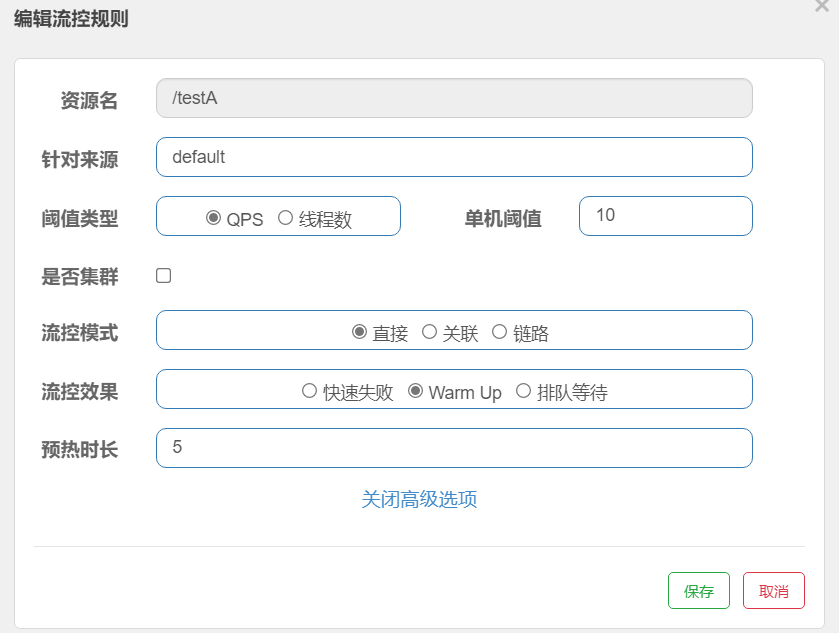 编辑流控规则
资源名 /testA
针对来源 default
阈值类型 QPS 线程数 单机阈值 10
是否集群
流控模式 直接 关联 链路
流控效果 快速失败 Warm Up 排队等待
预热时长 5
关闭高级选项
保存 取消